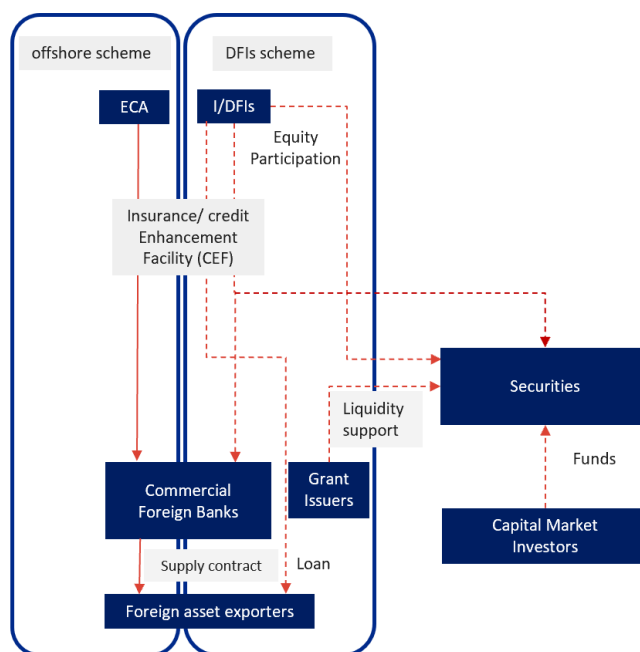 offshore scheme
DFIs scheme
ECA
I/DFIs
Equity
Participation
Insurance/ credit
Enhancement
Facility (CEF)
Securities
Liquidity
support
Funds
Commercial
Foreign Banks
Grant
Issuers
Capital Market
Investors
Supply contract
Loan
Foreign asset exporters